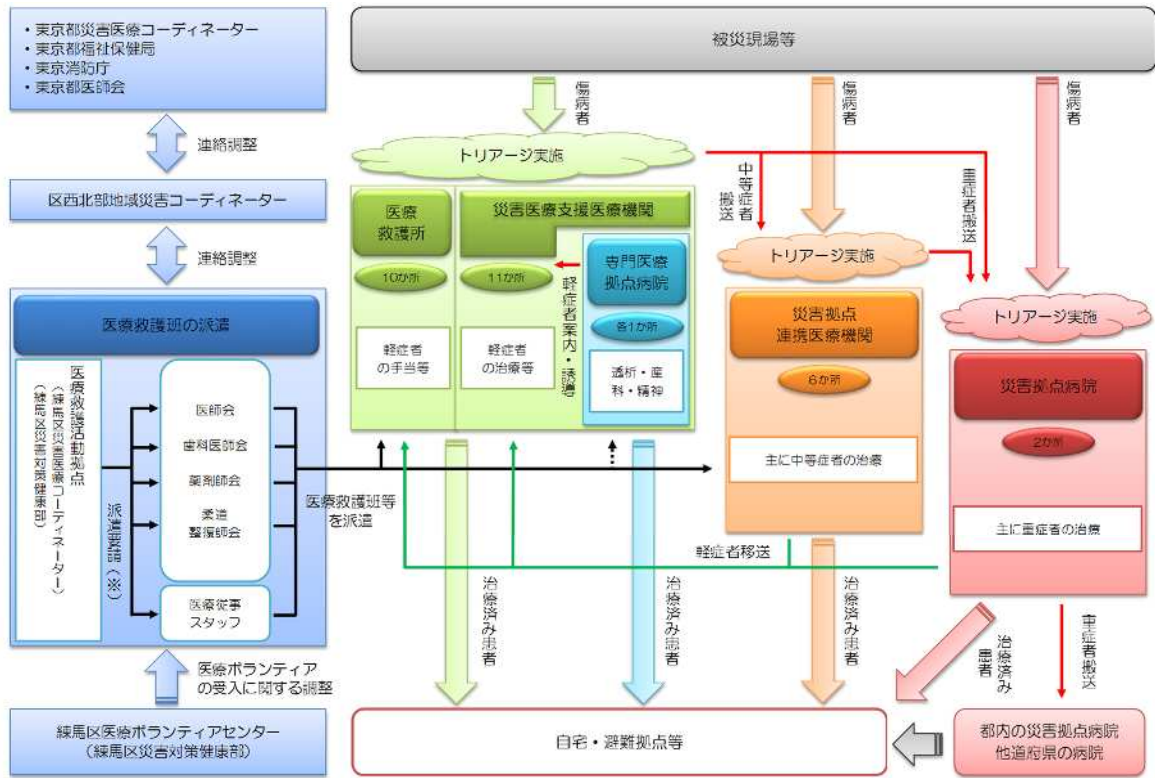 ・東京都災害医療コーディネーター
・東京都福祉保健局
・東京消防庁
・東京都医師会
連絡調整
区西北部地域災害コーディネーター
連絡調整
医療救護班の派遣
医療救護活動拠点
（練馬区災害医療コーディネーター）
（練馬区災害対策健康部）
派遣要請（※）
医師会
歯科医師会
薬剤師会
柔道
整復師会
医療従事
スタッフ
医療ボランティア
の受入に関する調整
練馬区医療ボランティアセンター
（練馬区災害対策健康部）
被災現場等
傷病者
傷病者
傷病者
トリアージ実施
中等症者
搬送
重症者搬送
医療
救護所
10か所
軽症者
の手当等
災害医療支援医療機関
11か所
軽症者
の治療等
軽症者案内・誘導
専門医療
拠点病院
各1か所
透析・産
科・精神
トリアージ実施
災害拠点
連携医療機関
6か所
主に中等症者の治療
トリアージ実施
災害拠点病院
2か所
主に重症者の治療
医療救護班等
を派遣
…
軽症者移送
治療済み患者
治療済み患者
治療済み患者
治療済み
患者
重症者搬送
自宅・避難拠点等
都内の災害拠点病院
他道府県の病院